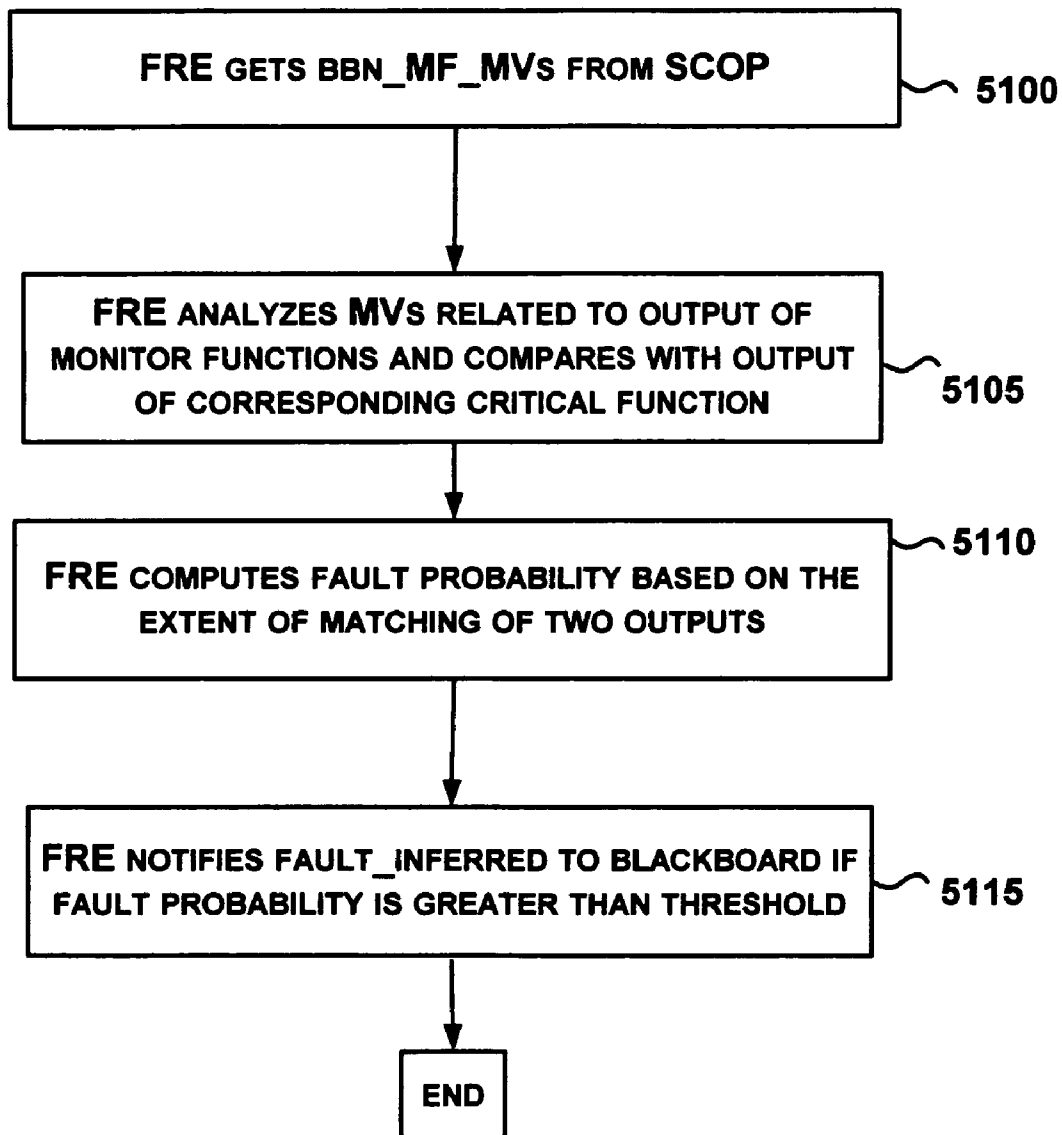 FRE GETS BBN_MF_MVS FROM SCOP
5100
FRE ANALYZES MVS RELATED TO OUTPUT OF
MONITOR FUNCTIONS AND COMPARES WITH OUTPUT
OF CORRESPONDING CRITICAL FUNCTION
5105
FRE COMPUTES FAULT PROBABILITY BASED ON THE
EXTENT OF MATCHING OF TWO OUTPUTS
5110
FRE NOTIFIES FAULT_INFERRED TO BLACKBOARD IF
FAULT PROBABILITY IS GREATER THAN THRESHOLD
5115
END